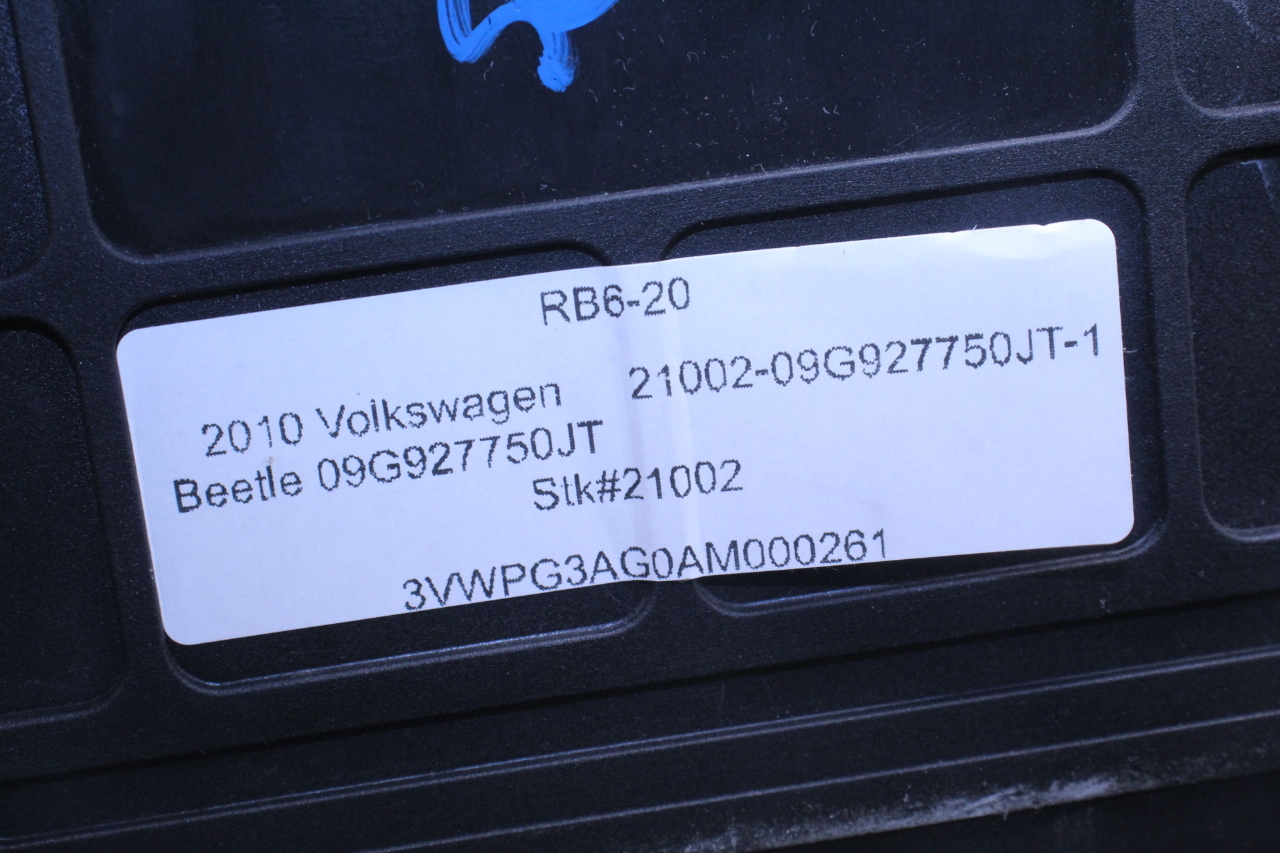 RB6-20
21002-09G927750JT-1
2010 Volkswagen
Beetle 09G927750JT
Stk#21002
3VWPG3AG0AM000261